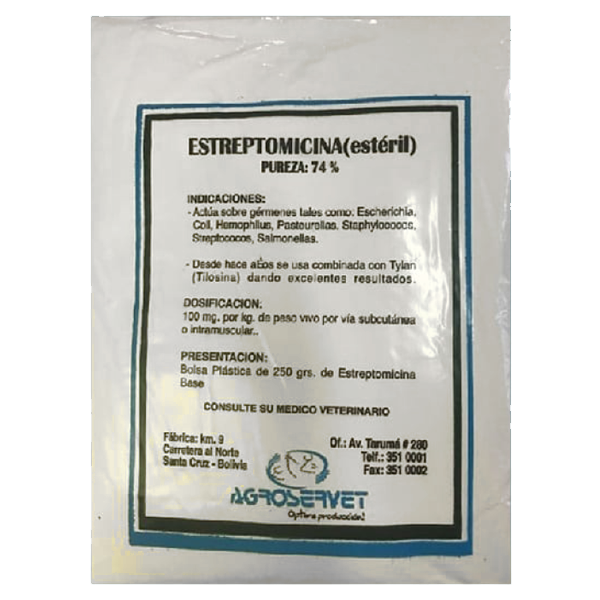 ESTREPTOMICINA(estéril)
PUREZA: 74 %
INDICACIONES:
- Actúa sobre gérmenes tales como: Escherichia,
Coli, Hemophilus, Pasteurellas. Staphylococos,
Streptococos, Salmonellas.
- Desde hace años se usa combinada con Tylan
(Tilosina) dando excelentes resultados.
DOSIFICACION:
100 mg. por kg. de peso vivo por vía subcutánea
o intramuscular..
PRESENTACION:
Bolsa Plástica de 250 grs. de Estreptomicina
Base
CONSULTE SU MEDICO VETERINARIO
Fábrica: km. 9
Carretera al Norte
Santa Cruz - Bolivia
Of.: Av. Tarumá # 280
Telf.: 351 0001
Fax: 351 0002
AGROSERVET
Optima producción!